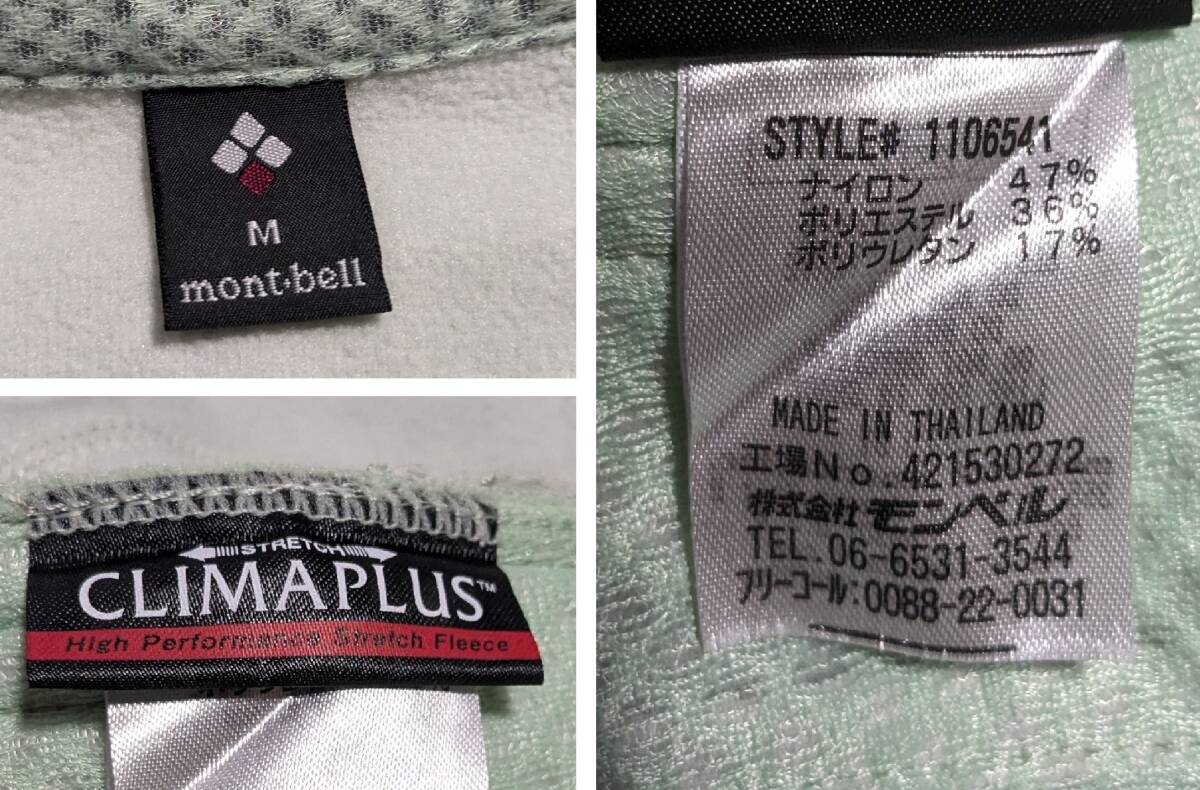 M
mont·bell
STRETCH
CLIMAPLUS™
High Performance Stretch Fleece
STYLE# 1106541
ナイロン 47%
ポリエステル 36%
ポリウレタン 17%
MADE IN THAILAND
工場No. 421530272
株式会社 モンベル
TEL 06-6531-3544
フリーコール:0088-22-0031